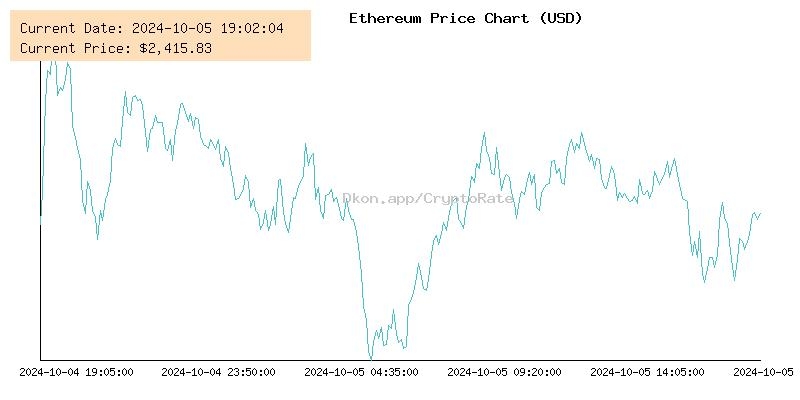 Ethereum Price Chart (USD)
Current Date: 2024-10-05 19:02:04
Current Price: $2,415.83
Dkon.app/CryptoRate
2024-10-04 19:05:00
2024-10-04 23:50:00
2024-10-05 04:35:00
2024-10-05 09:20:00
2024-10-05 14:05:00
2024-10-05